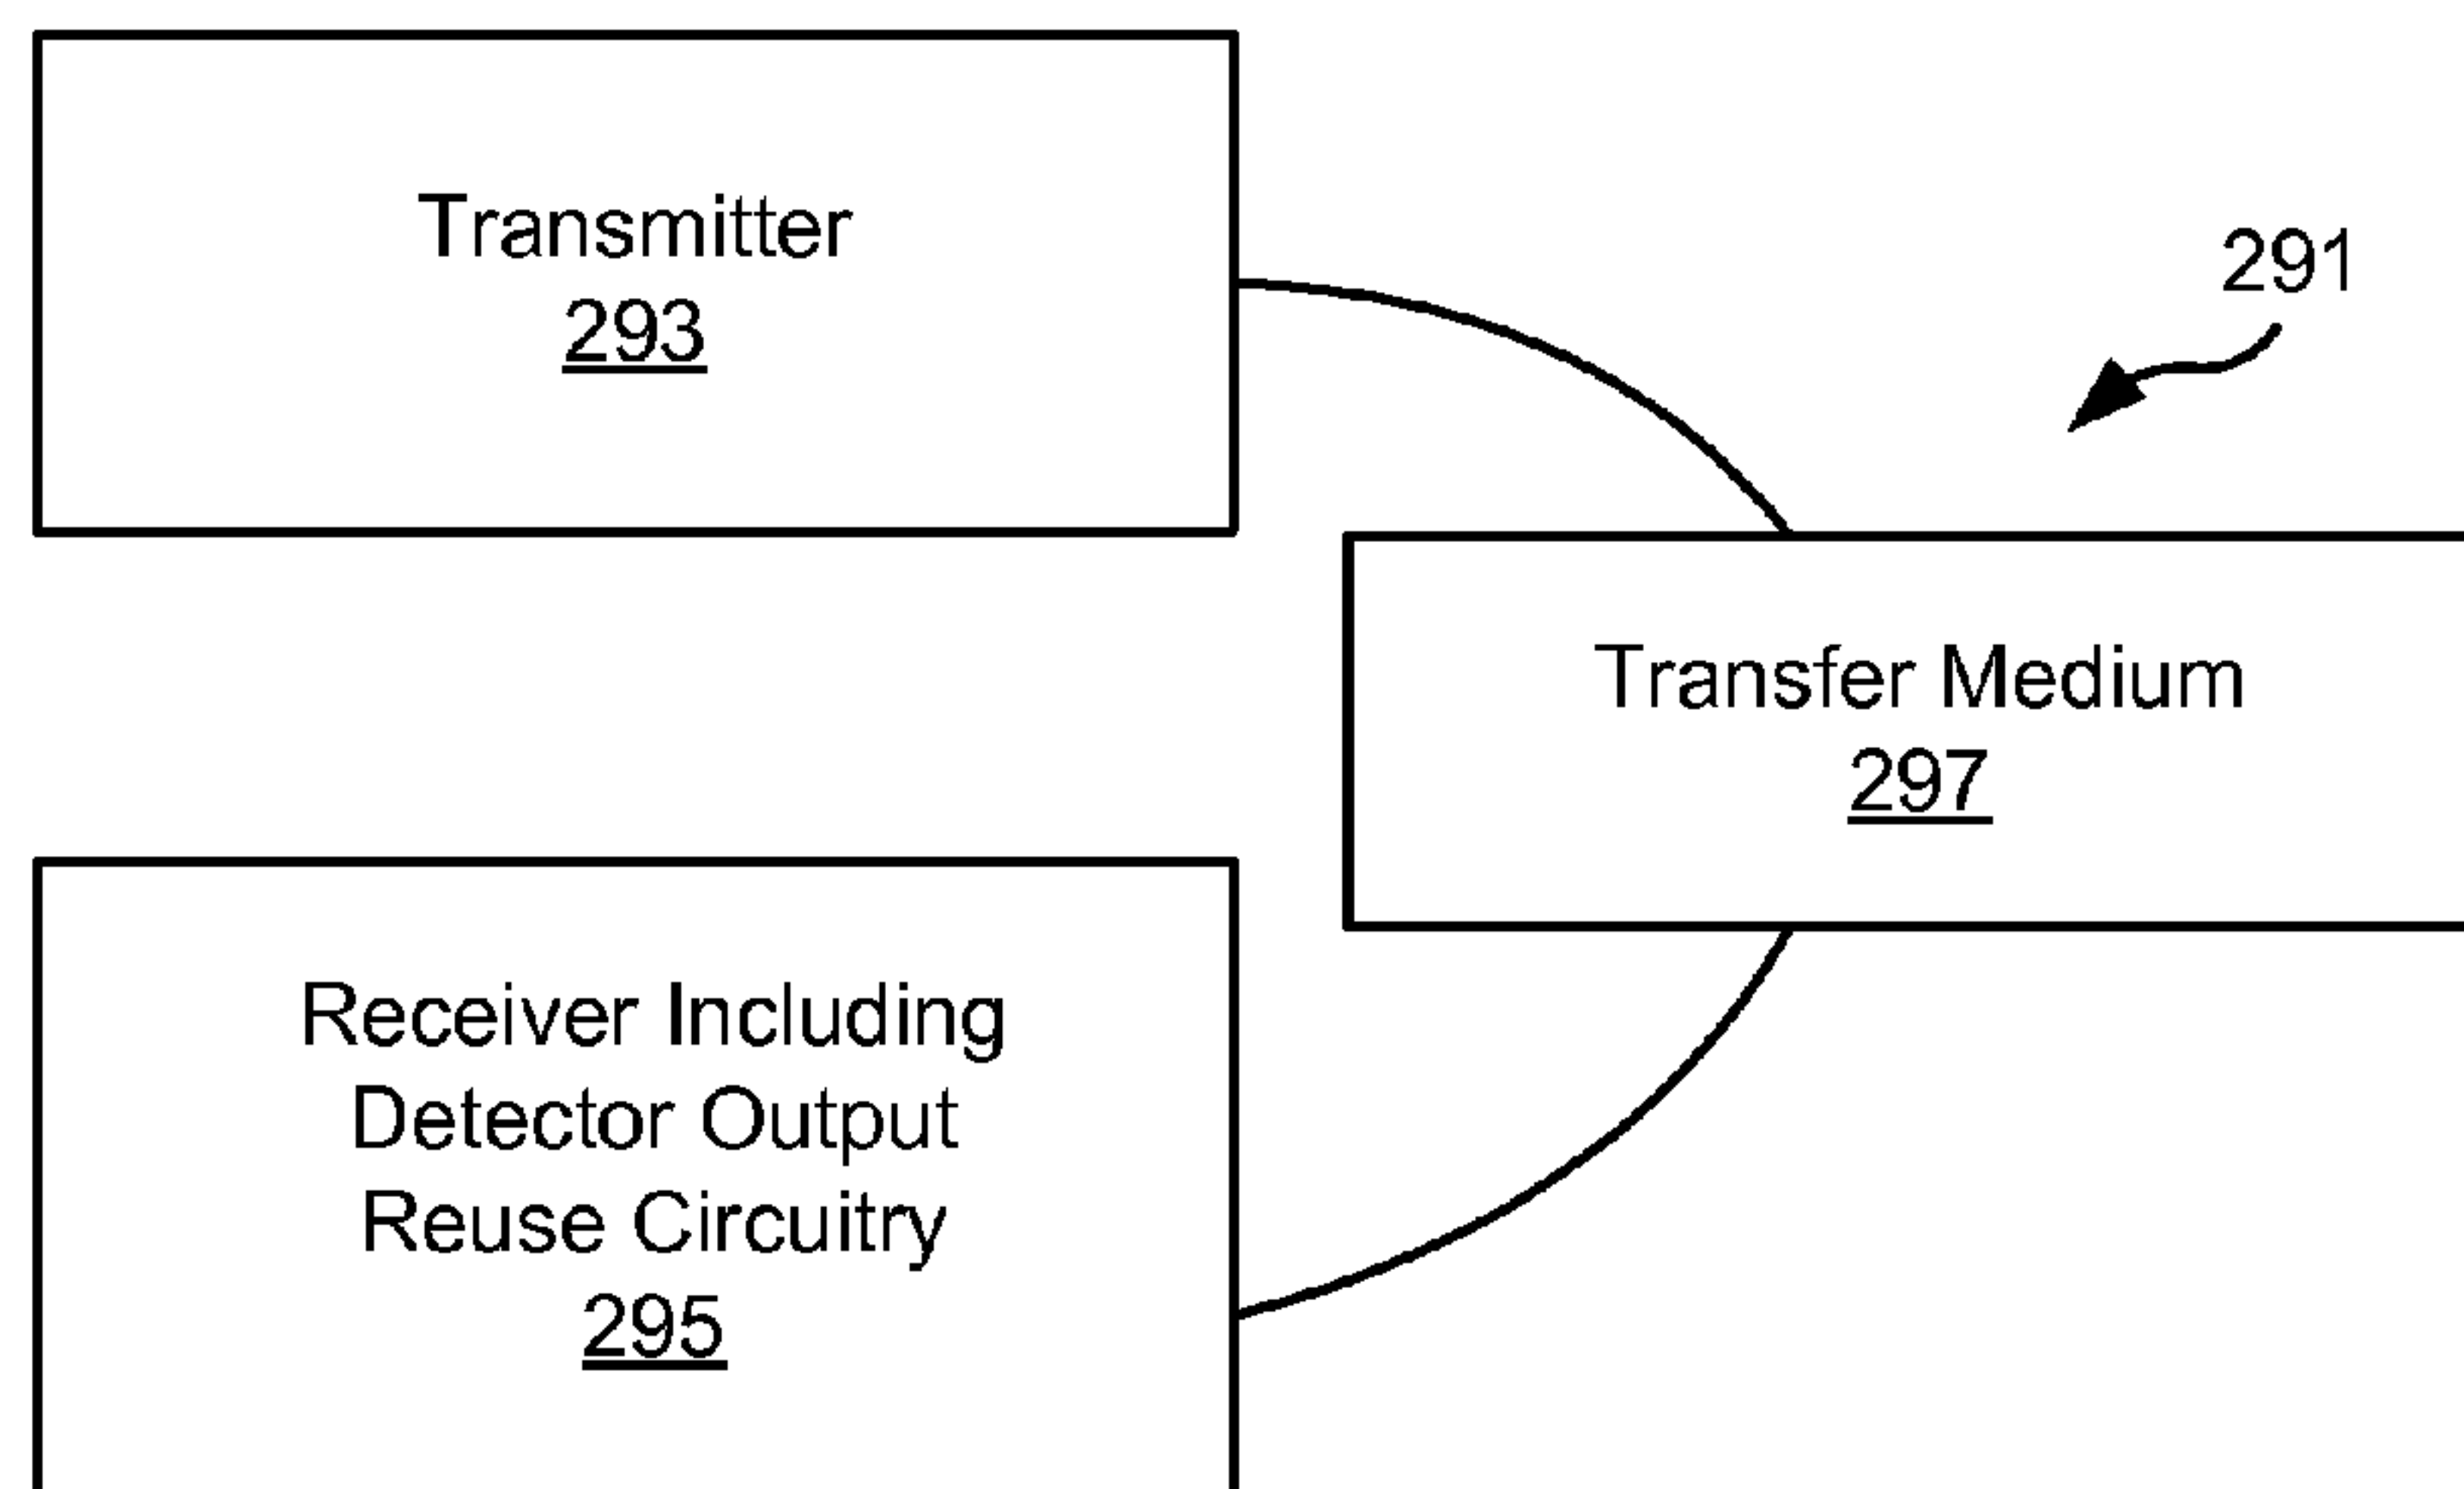 Transmitter
293
291
Transfer Medium
297
Receiver Including
Detector Output
Reuse Circuitry
295